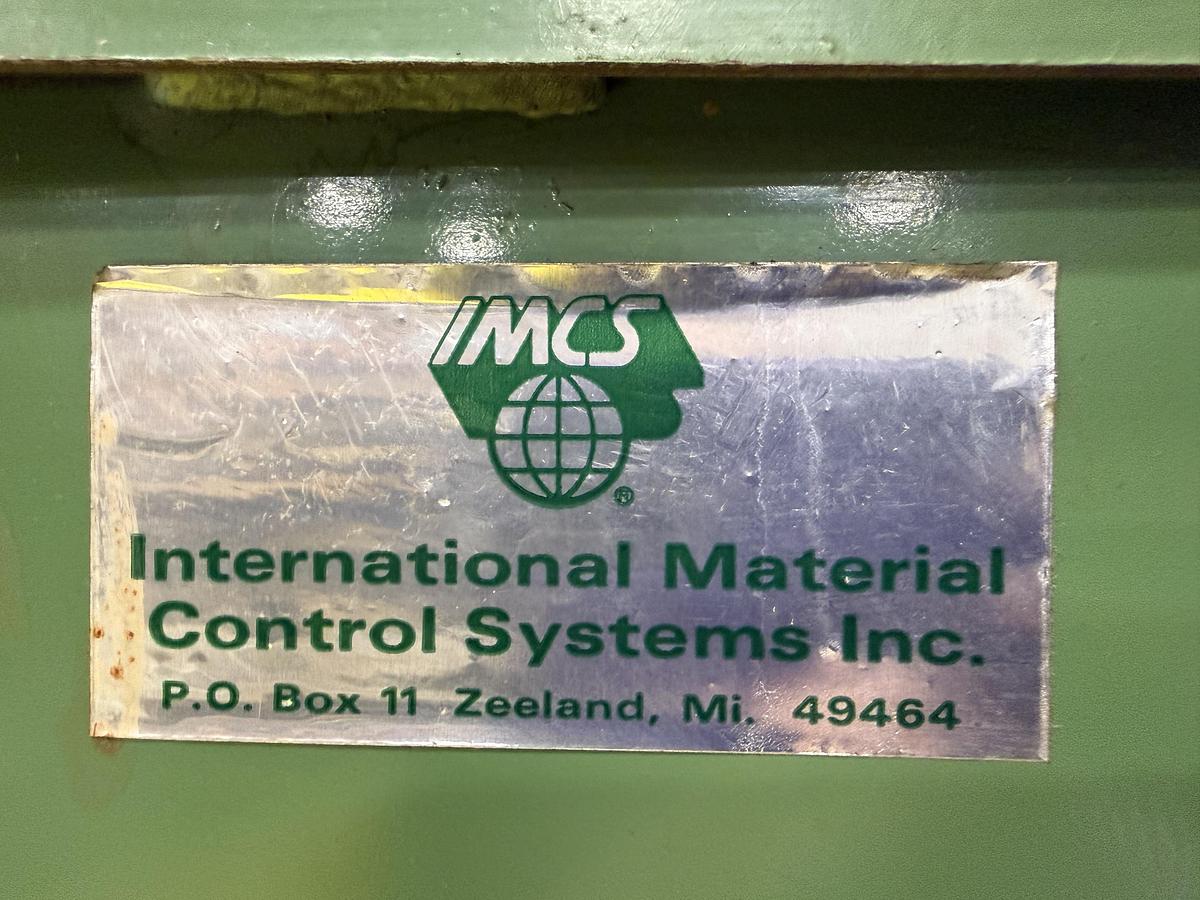 IMCS
®
International Material
Control Systems Inc.
P.O. Box 11 Zeeland, Mi. 49464